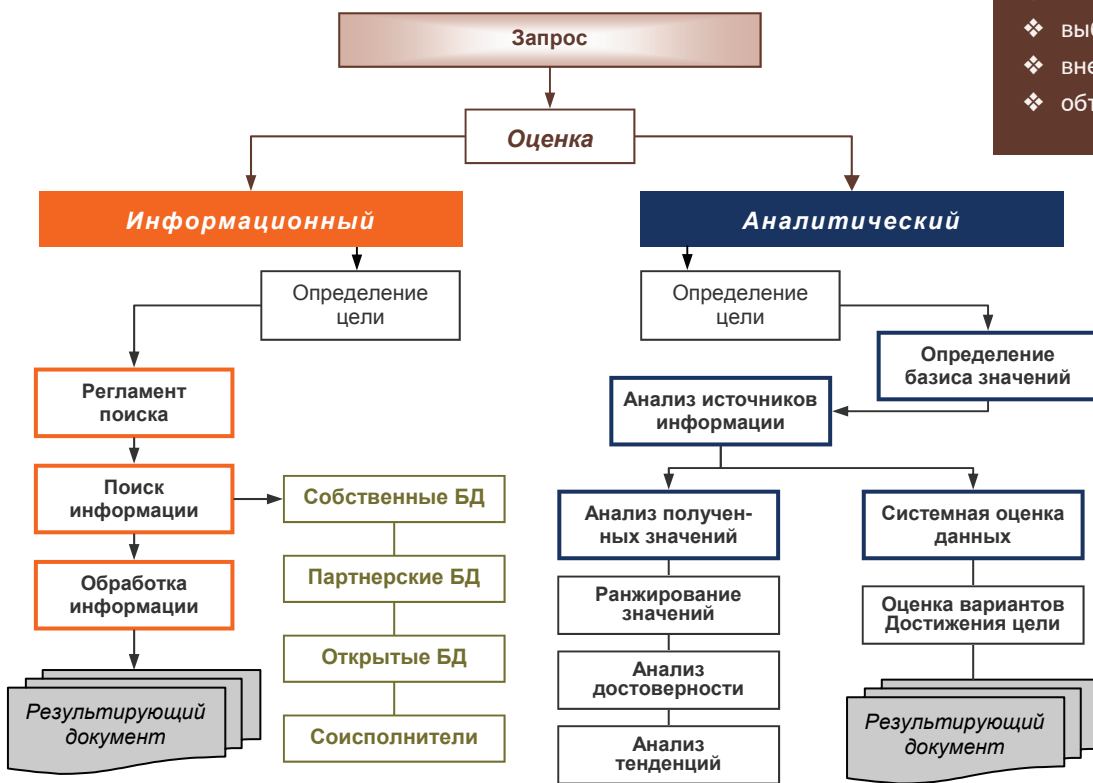 Запрос
Оценка
Информационный
Определение
цели
Регламент
поиска
Поиск
информации
Обработка
информации
Результирующий
документ
Собственные БД
Партнерские БД
Открытые БД
Соисполнители
Аналитический
Определение
цели
Определение
базиса значений
Анализ источников
информации
Анализ получен-
ных значений
Ранжирование
значений
Анализ
достоверности
Анализ
тенденций
Системная оценка
данных
Оценка вариантов
Достижения цели
Результирующий
документ